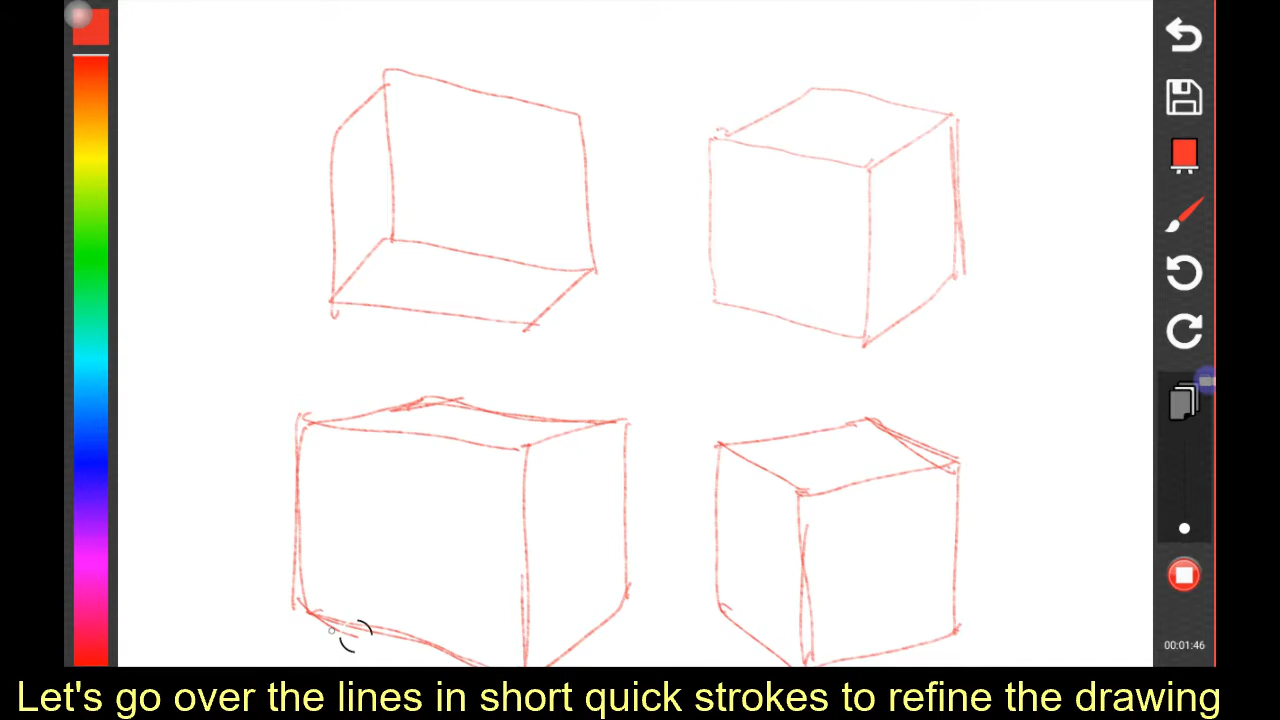 00:01:46
Let's go over the lines in short quick strokes to refine the drawing